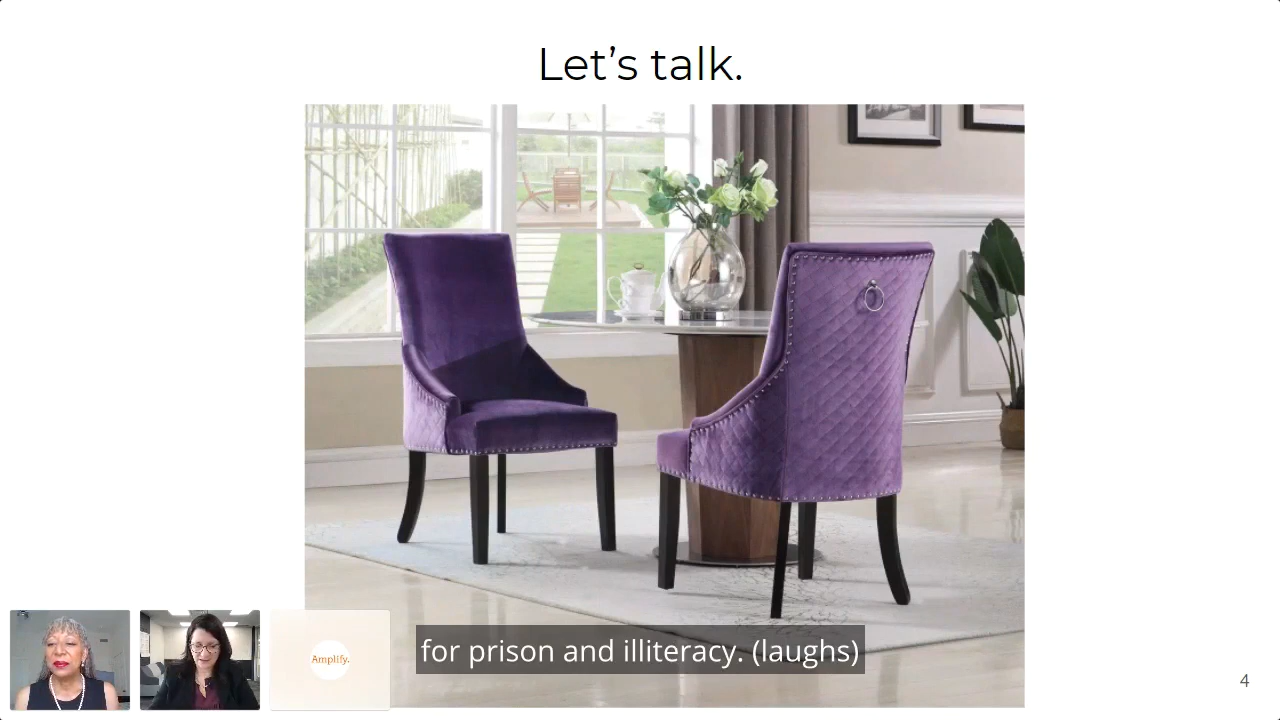 Let’s talk.
Amplify.
for prison and illiteracy. (laughs)
4